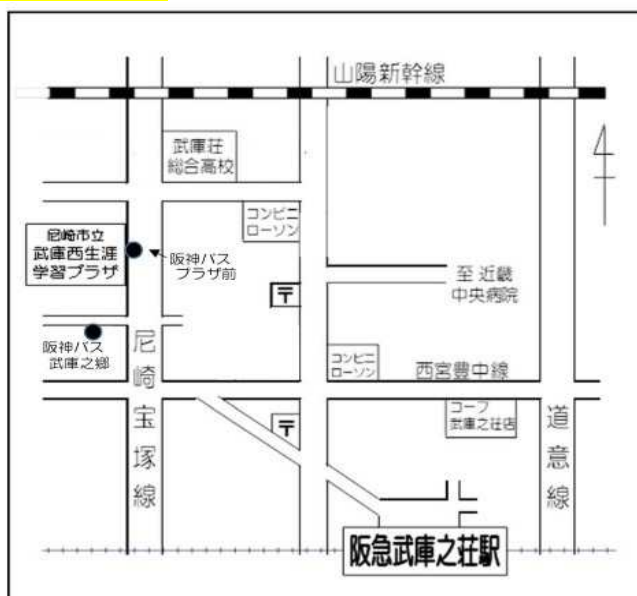 山陽新幹線
武庫荘
総合高校
コンビニ
ローソン
尼崎市立
武庫西生涯
学習プラザ
阪神バス
プラザ前
至 近畿
中央病院
〒
阪神バス
武庫之郷
コンビニ
ローソン
西宮豊中線
コープ
武庫之荘店
〒
尼崎宝塚線
道意線
阪急武庫之荘駅